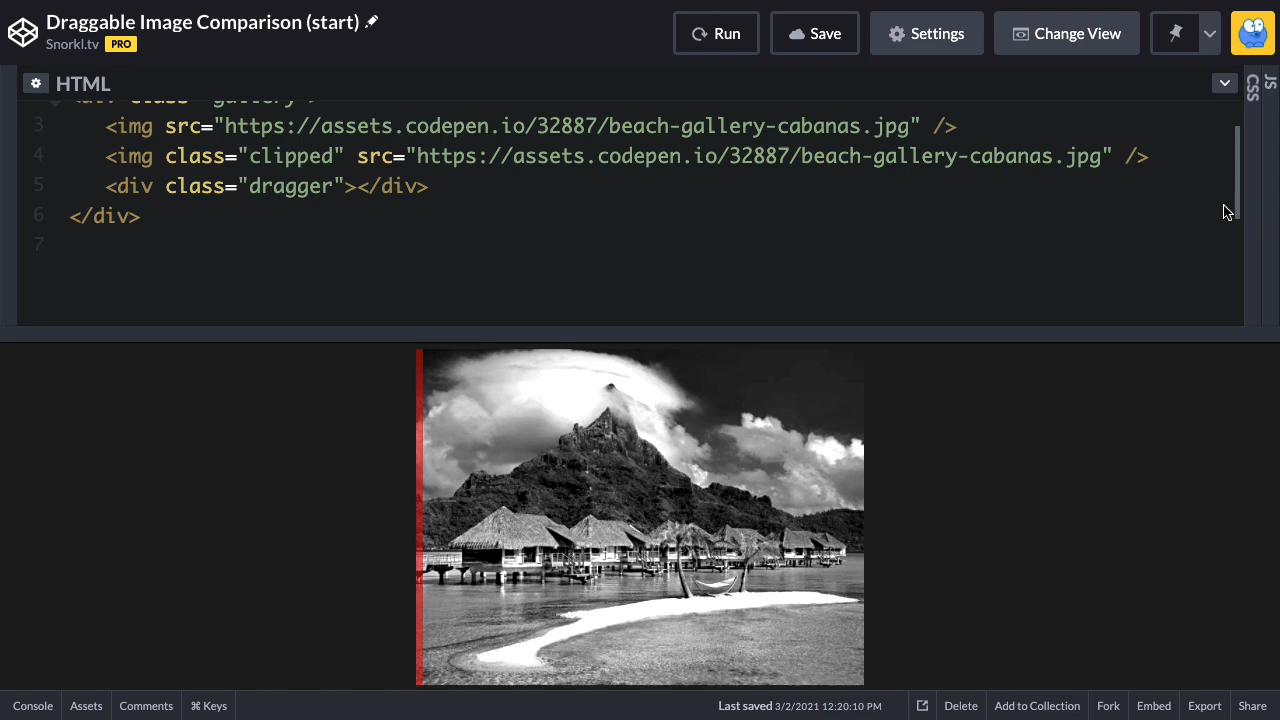 Draggable Image Comparison (start)
Snorkl.tv PRO
Run
Save
Settings
Change View
HTML
CSS
JS
<div class="gallery">
3 <img src="https://assets.codepen.io/32887/beach-gallery-cabanas.jpg" />
4 <img class="clipped" src="https://assets.codepen.io/32887/beach-gallery-cabanas.jpg" />
5 <div class="dragger"></div>
6 </div>
7
Console Assets Comments ⌘ Keys Last saved 3/2/2021 12:20:10 PM Delete Add to Collection Fork Embed Export Share